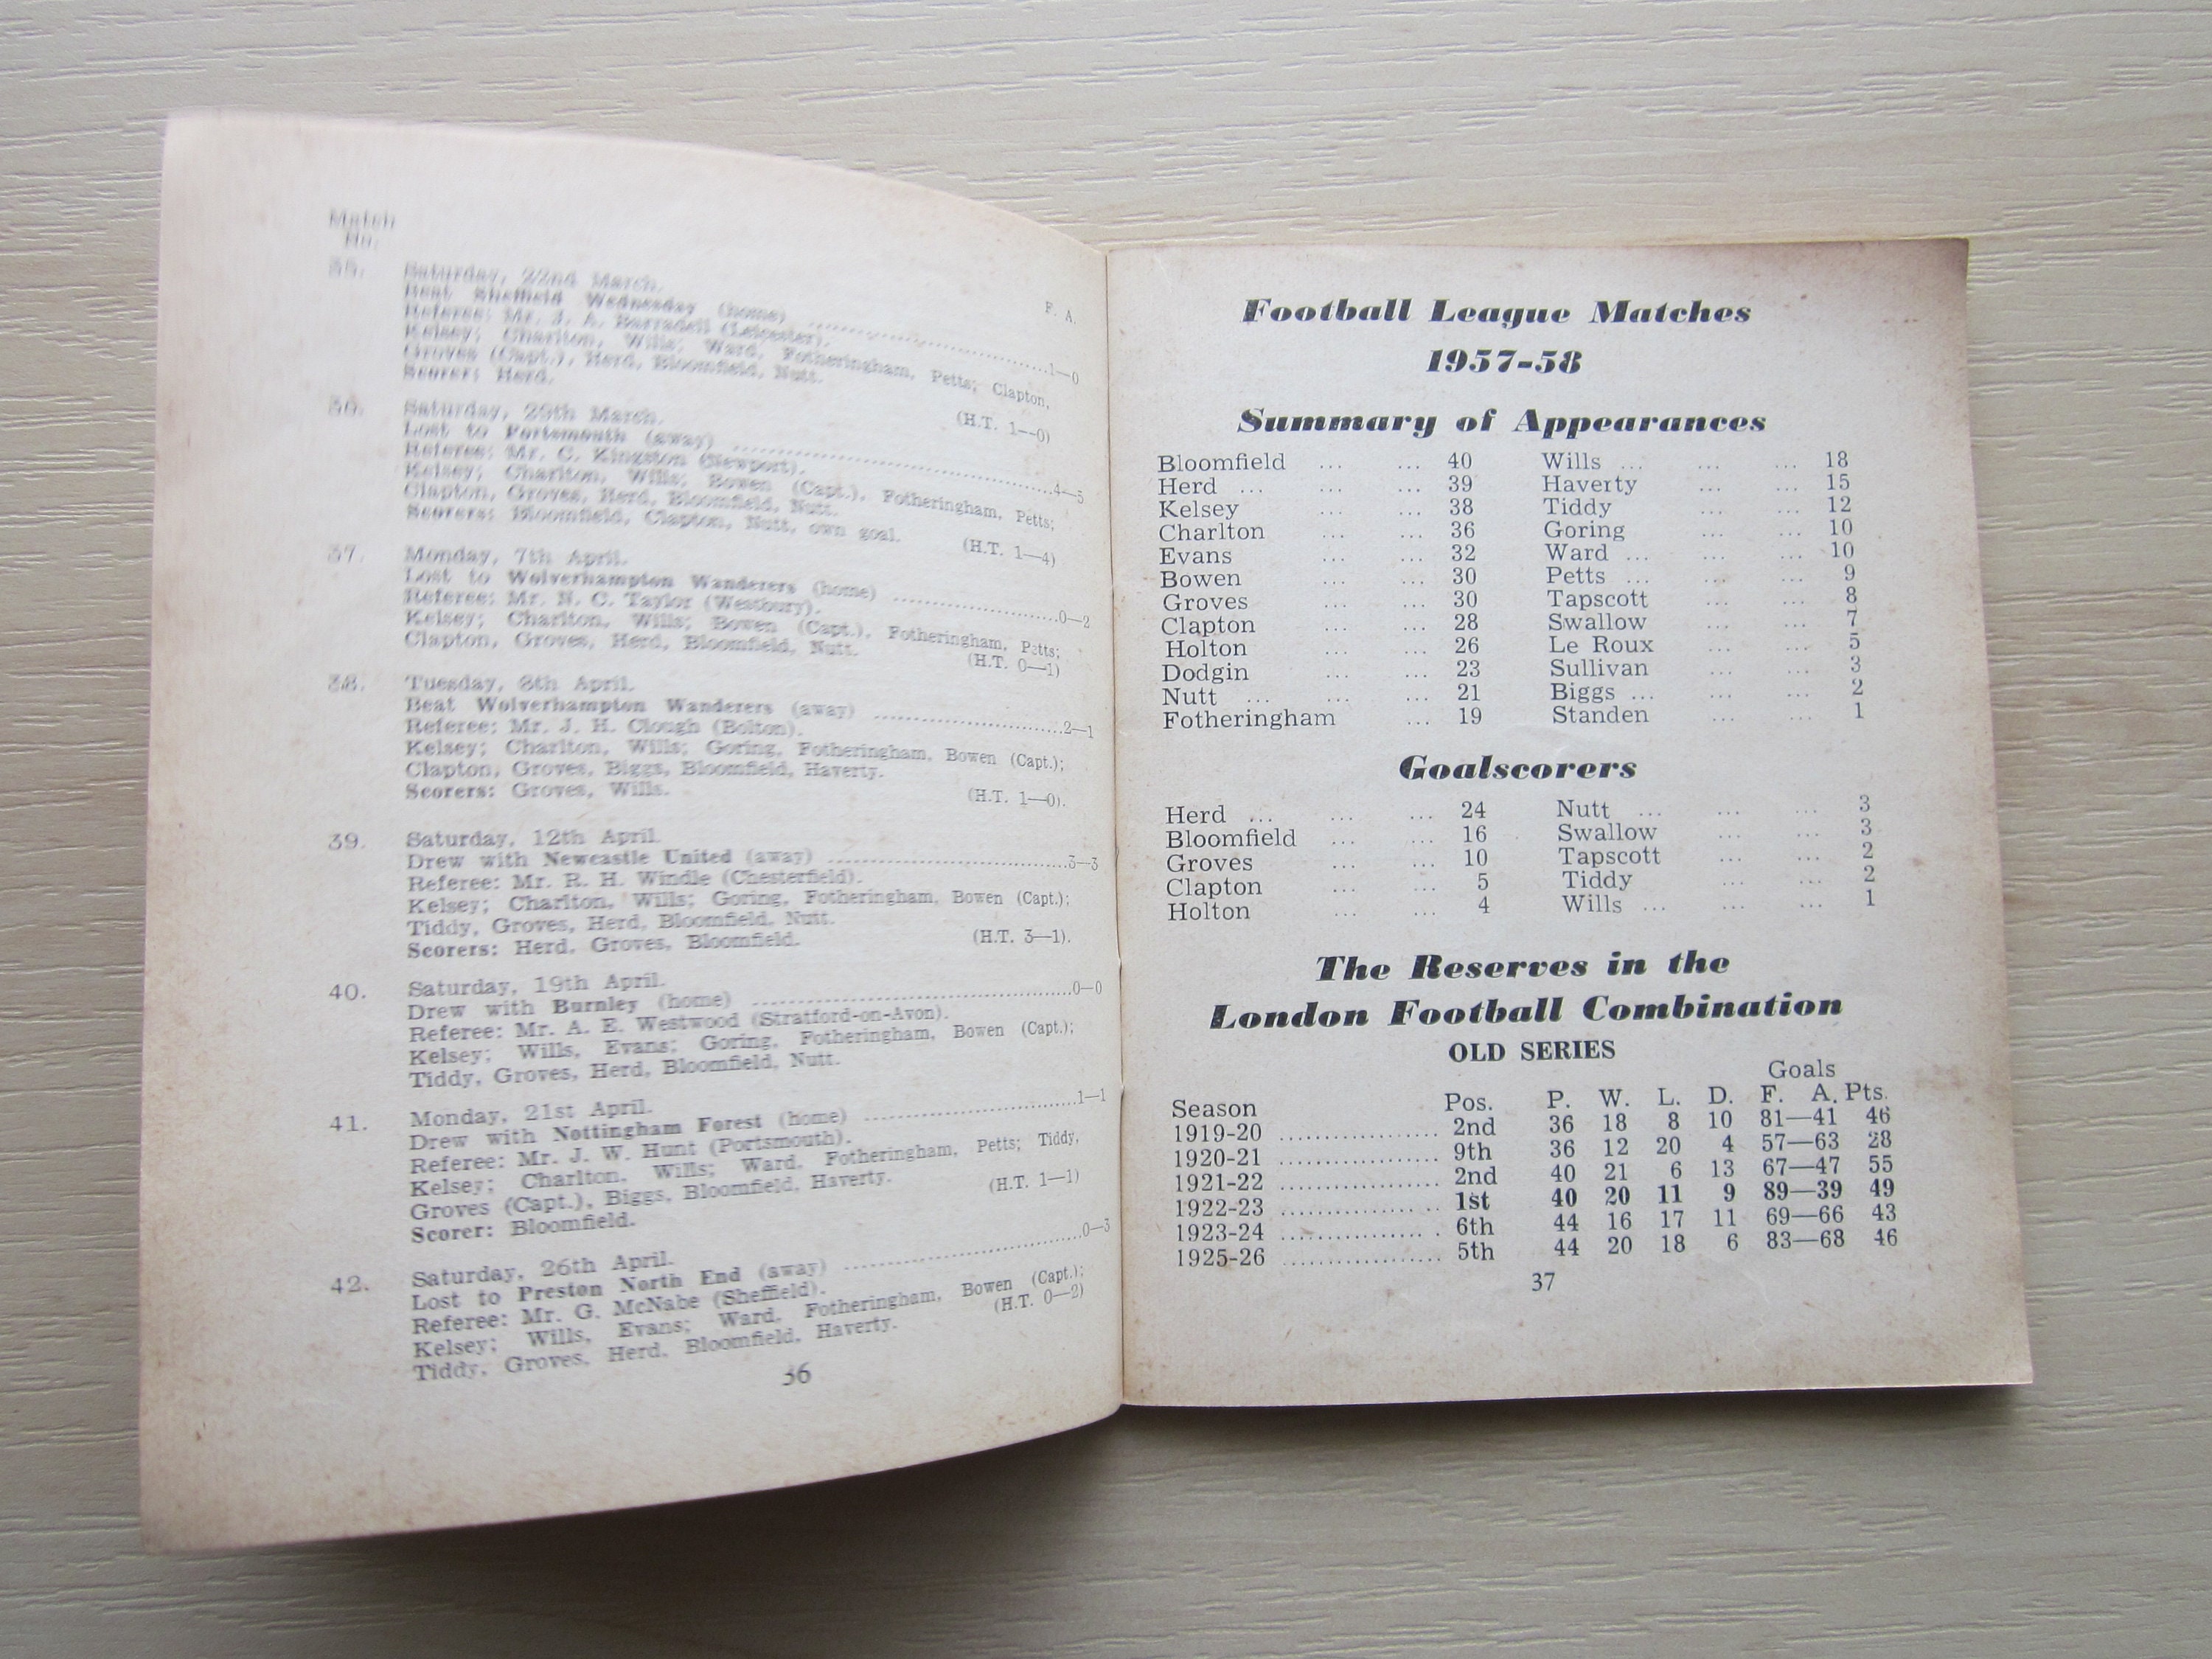 Match
No.
F. A.
35. Saturday, 22nd March.
Beat Sheffield Wednesday (home) ..........1—0
Referee: Mr. J. A. Barradell (Leicester).
Kelsey; Charlton, Wills; Ward, Fotheringham, Petts; Clapton,
Groves (Capt.), Herd, Bloomfield, Nutt.
Scorer: Herd. (H.T. 1—0)
36. Saturday, 29th March.
Lost to Portsmouth (away) ..........4—5
Referee: Mr. C. Kingston (Newport).
Kelsey; Charlton, Wills; Bowen (Capt.), Fotheringham, Petts;
Clapton, Groves, Herd, Bloomfield, Nutt.
Scorers: Bloomfield, Clapton, Nutt, own goal. (H.T. 1—4)
37. Monday, 7th April.
Lost to Wolverhampton Wanderers (home) ..........0—2
Referee: Mr. N. C. Taylor (Westbury).
Kelsey; Charlton, Wills; Bowen (Capt.), Fotheringham, Petts;
Clapton, Groves, Herd, Bloomfield, Nutt. (H.T. 0—1)
38. Tuesday, 8th April.
Beat Wolverhampton Wanderers (away) ..........2—1
Referee: Mr. J. H. Clough (Bolton).
Kelsey; Charlton, Wills; Goring, Fotheringham, Bowen (Capt.);
Clapton, Groves, Biggs, Bloomfield, Haverty.
Scorers: Groves, Wills. (H.T. 1—0).
39. Saturday, 12th April.
Drew with Newcastle United (away) ..........3—3
Referee: Mr. R. H. Windle (Chesterfield).
Kelsey; Charlton, Wills; Goring, Fotheringham, Bowen (Capt.);
Tiddy, Groves, Herd, Bloomfield, Nutt.
Scorers: Herd, Groves, Bloomfield. (H.T. 3—1).
40. Saturday, 19th April.
Drew with Burnley (home) ..........0—0
Referee: Mr. A. E. Westwood (Stratford-on-Avon).
Kelsey; Wills, Evans; Goring, Fotheringham, Bowen (Capt.);
Tiddy, Groves, Herd, Bloomfield, Nutt.
41. Monday, 21st April.
Drew with Nottingham Forest (home) ..........1—1
Referee: Mr. J. W. Hunt (Portsmouth).
Kelsey; Charlton, Wills; Ward, Fotheringham, Petts; Tiddy,
Groves (Capt.), Biggs, Bloomfield, Haverty.
Scorer: Bloomfield. (H.T. 1—1)
42. Saturday, 26th April.
Lost to Preston North End (away) ..........0—3
Referee: Mr. G. McNabe (Sheffield).
Kelsey; Wills, Evans; Ward, Fotheringham, Bowen (Capt.);
Tiddy, Groves, Herd, Bloomfield, Haverty. (H.T. 0—2)
36
Football League Matches
1957-58
Summary of Appearances
Bloomfield ... ... 40 Wills ... ... ... 18
Herd ... ... ... 39 Haverty ... ... 15
Kelsey ... ... 38 Tiddy ... ... 12
Charlton ... ... 36 Goring ... ... 10
Evans ... ... 32 Ward ... ... ... 10
Bowen ... ... 30 Petts ... ... ... 9
Groves ... ... 30 Tapscott ... ... 8
Clapton ... ... 28 Swallow ... ... 7
Holton ... ... 26 Le Roux ... ... 5
Dodgin ... ... 23 Sullivan ... ... 3
Nutt ... ... ... 21 Biggs ... ... ... 2
Fotheringham ... 19 Standen ... ... 1
Goalscorers
Herd ... ... ... 24 Nutt ... ... ... 3
Bloomfield ... ... 16 Swallow ... ... 3
Groves ... ... 10 Tapscott ... ... 2
Clapton ... ... 5 Tiddy ... ... 2
Holton ... ... 4 Wills ... ... ... 1
The Reserves in the
London Football Combination
OLD SERIES
Goals
Season Pos. P. W. L. D. F. A. Pts.
1919-20 .......... 2nd 36 18 8 10 81—41 46
1920-21 .......... 9th 36 12 20 4 57—63 28
1921-22 .......... 2nd 40 21 6 13 67—47 55
1922-23 .......... 1st 40 20 11 9 89—39 49
1923-24 .......... 6th 44 16 17 11 69—66 43
1925-26 .......... 5th 44 20 18 6 83—68 46
37